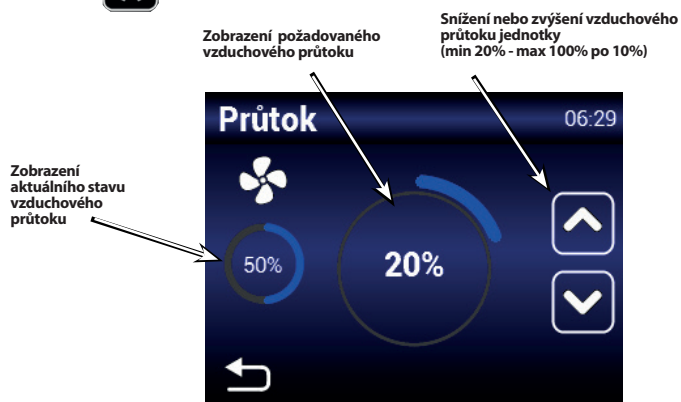 Snížení nebo zvýšení vzduchového
průtoku jednotky
(min 20% - max 100% po 10%)
Zobrazení požadovaného
vzduchového průtoku
Průtok
06:29
Zobrazení
aktuálního stavu
vzduchového
průtoku
50%
20%